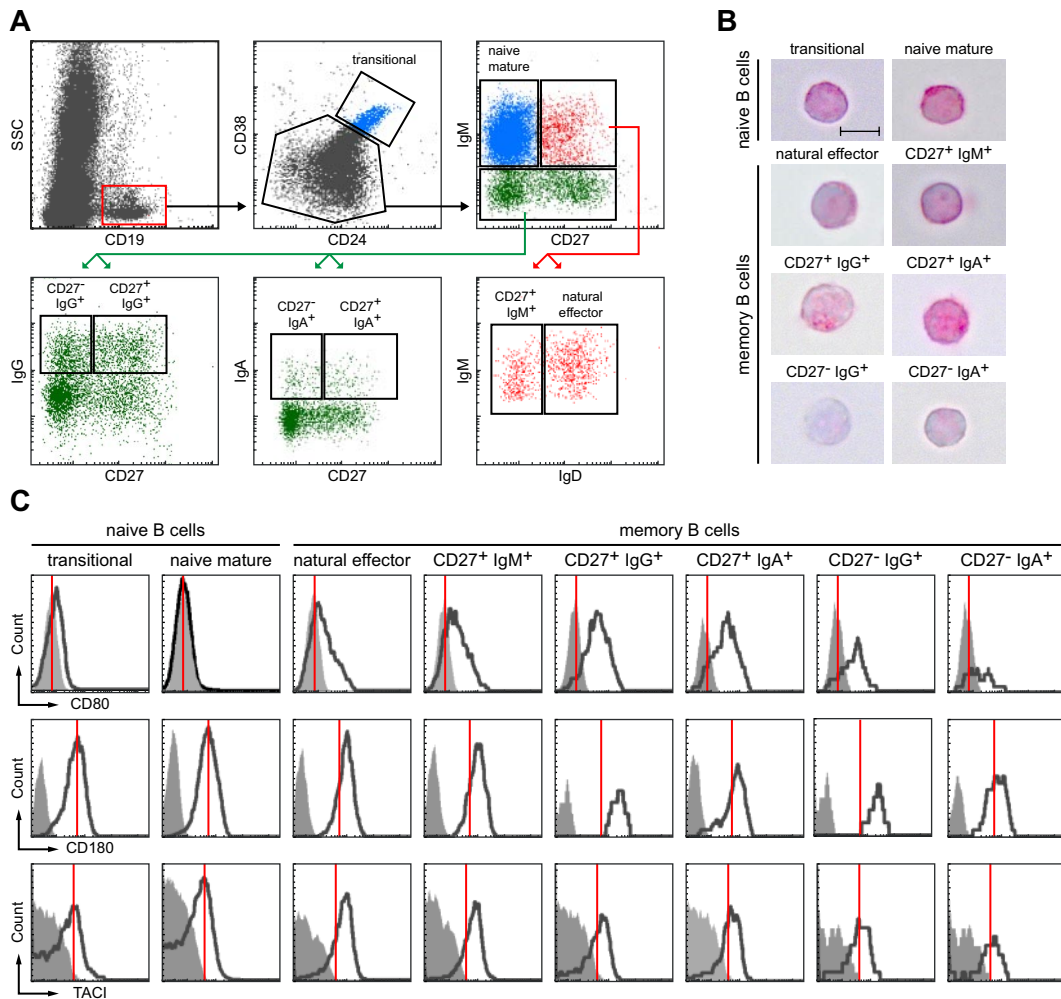 A
B
SSC
CD19
CD38
CD24
transitional
IgM
CD27
naive
mature
IgG
CD27
CD27⁻
IgG⁺
CD27⁺
IgG⁺
IgA
CD27
CD27⁻
IgA⁺
CD27⁺
IgA⁺
IgM
IgD
CD27⁺
IgM⁺
natural
effector
naive B cells
transitional
naive mature
memory B cells
natural effector
CD27⁺ IgM⁺
CD27⁺ IgG⁺
CD27⁺ IgA⁺
CD27⁻ IgG⁺
CD27⁻ IgA⁺
C
naive B cells
memory B cells
transitional
naive mature
natural effector
CD27⁺ IgM⁺
CD27⁺ IgG⁺
CD27⁺ IgA⁺
CD27⁻ IgG⁺
CD27⁻ IgA⁺
Count
CD80
Count
CD180
Count
TACI